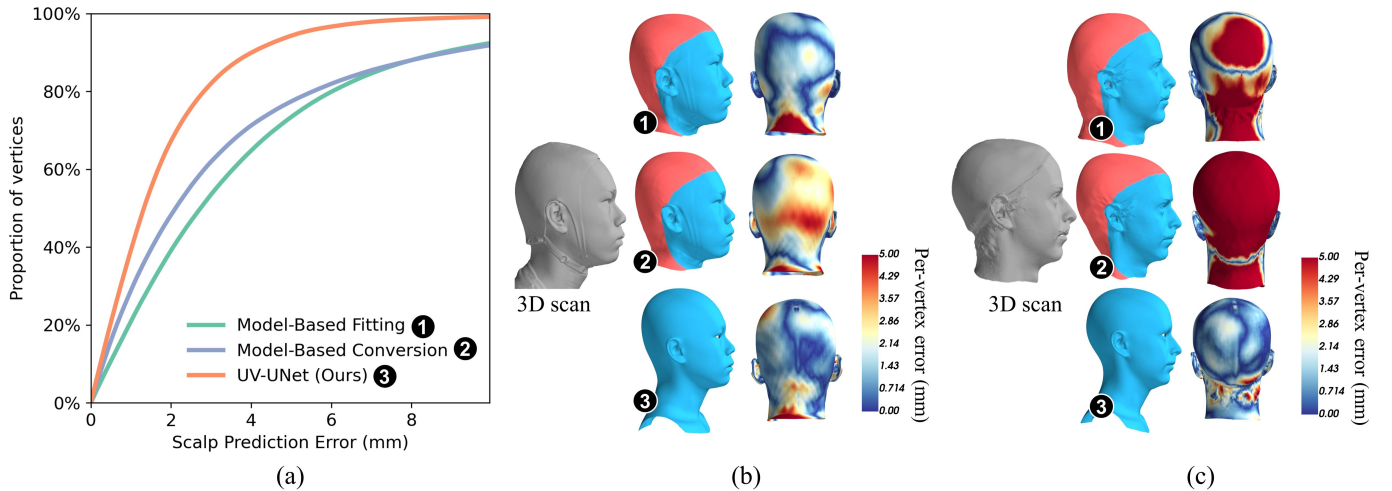 100%
80%
60%
40%
20%
0%
Proportion of vertices
0
2
4
6
8
Scalp Prediction Error (mm)
Model-Based Fitting 1
Model-Based Conversion 2
UV-UNet (Ours) 3
(a)
3D scan
1
2
3
5.00
4.29
3.57
2.86
2.14
1.43
0.714
0.00
Per-vertex error (mm)
(b)
3D scan
1
2
3
5.00
4.29
3.57
2.86
2.14
1.43
0.714
0.00
Per-vertex error (mm)
(c)